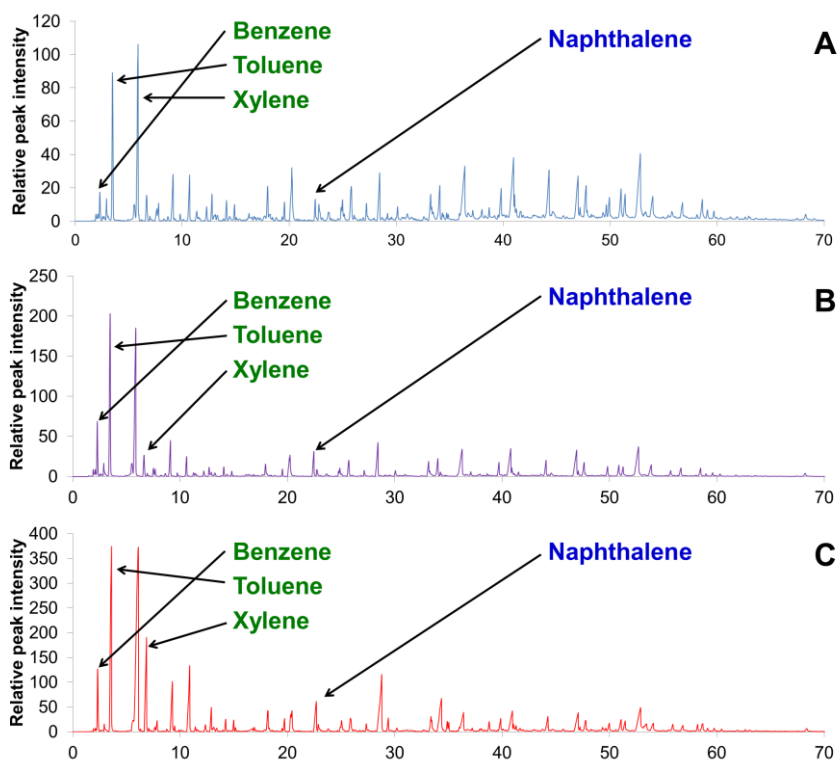 A
Relative peak intensity
120
100
80
60
40
20
0
Benzene
Toluene
Xylene
Naphthalene
0 10 20 30 40 50 60 70
B
Relative peak intensity
250
200
150
100
50
0
Benzene
Toluene
Xylene
Naphthalene
0 10 20 30 40 50 60 70
C
Relative peak intensity
400
350
300
250
200
150
100
50
0
Benzene
Toluene
Xylene
Naphthalene
0 10 20 30 40 50 60 70